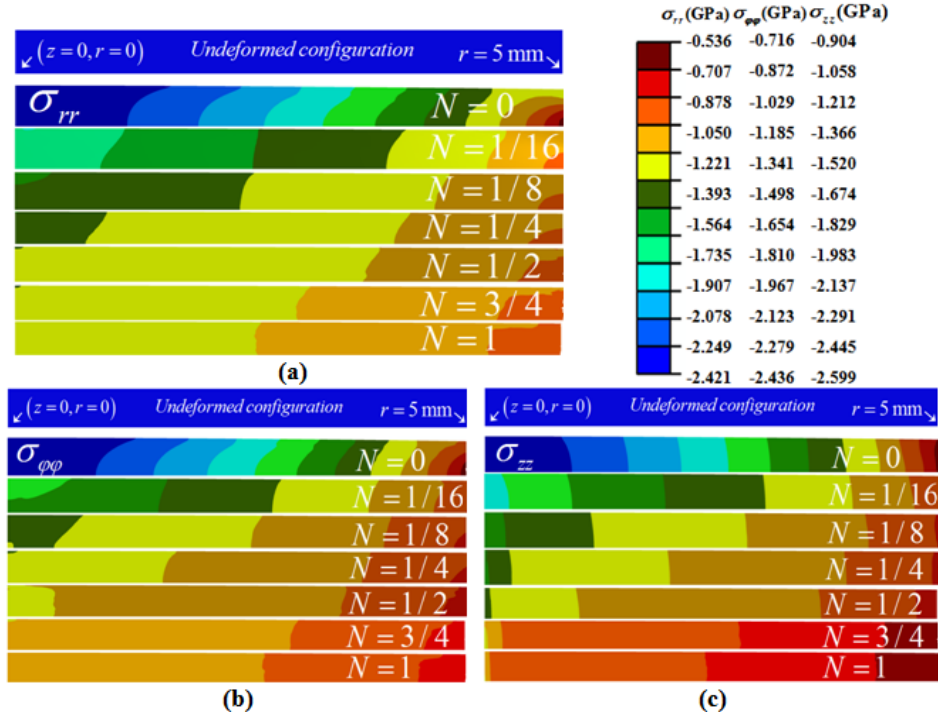 (z = 0, r = 0) Undeformed configuration r = 5 mm
σrr N = 0
N = 1/16
N = 1/8
N = 1/4
N = 1/2
N = 3/4
N = 1
(a)
σrr(GPa) σφφ(GPa) σzz(GPa)
-0.536 -0.716 -0.904
-0.707 -0.872 -1.058
-0.878 -1.029 -1.212
-1.050 -1.185 -1.366
-1.221 -1.341 -1.520
-1.393 -1.498 -1.674
-1.564 -1.654 -1.829
-1.735 -1.810 -1.983
-1.907 -1.967 -2.137
-2.078 -2.123 -2.291
-2.249 -2.279 -2.445
-2.421 -2.436 -2.599
(z = 0, r = 0) Undeformed configuration r = 5 mm
σφφ N = 0
N = 1/16
N = 1/8
N = 1/4
N = 1/2
N = 3/4
N = 1
(b)
(z = 0, r = 0) Undeformed configuration r = 5 mm
σzz N = 0
N = 1/16
N = 1/8
N = 1/4
N = 1/2
N = 3/4
N = 1
(c)